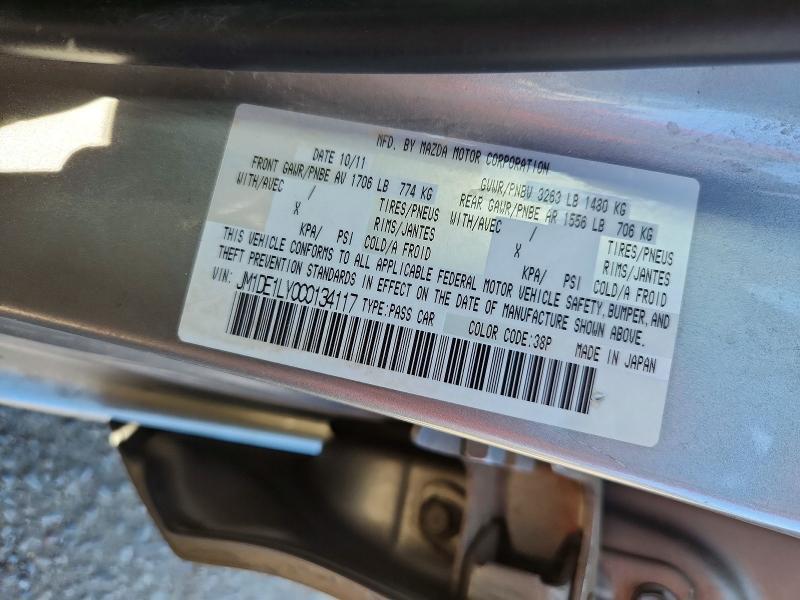 MFD. BY MAZDA MOTOR CORPORATION
DATE 10/11 GVWR/PNBV 3263 LB 1480 KG
FRONT GAWR/PNBE AV 1706 LB 774 KG REAR GAWR/PNBE AR 1556 LB 706 KG
WITH/AVEC / TIRES/PNEUS WITH/AVEC / TIRES/PNEUS
X RIMS/JANTES X RIMS/JANTES
KPA/ PSI COLD/A FROID KPA/ PSI COLD/A FROID
THIS VEHICLE CONFORMS TO ALL APPLICABLE FEDERAL MOTOR VEHICLE SAFETY, BUMPER, AND
THEFT PREVENTION STANDARDS IN EFFECT ON THE DATE OF MANUFACTURE SHOWN ABOVE.
VIN: JM1DE1LY0C0134117 TYPE:PASS CAR COLOR CODE:38P MADE IN JAPAN